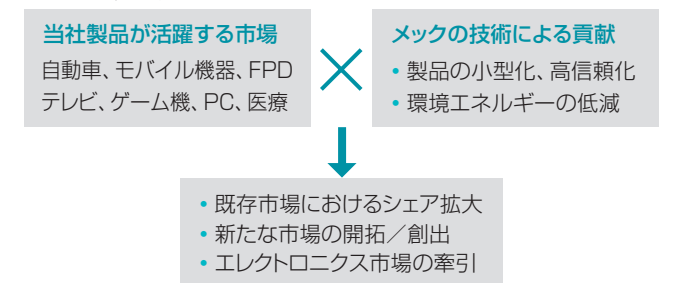 当社製品が活躍する市場
自動車、モバイル機器、FPD
テレビ、ゲーム機、PC、医療
×
メックの技術による貢献
• 製品の小型化、高信頼化
• 環境エネルギーの低減
• 既存市場におけるシェア拡大
• 新たな市場の開拓／創出
• エレクトロニクス市場の牽引